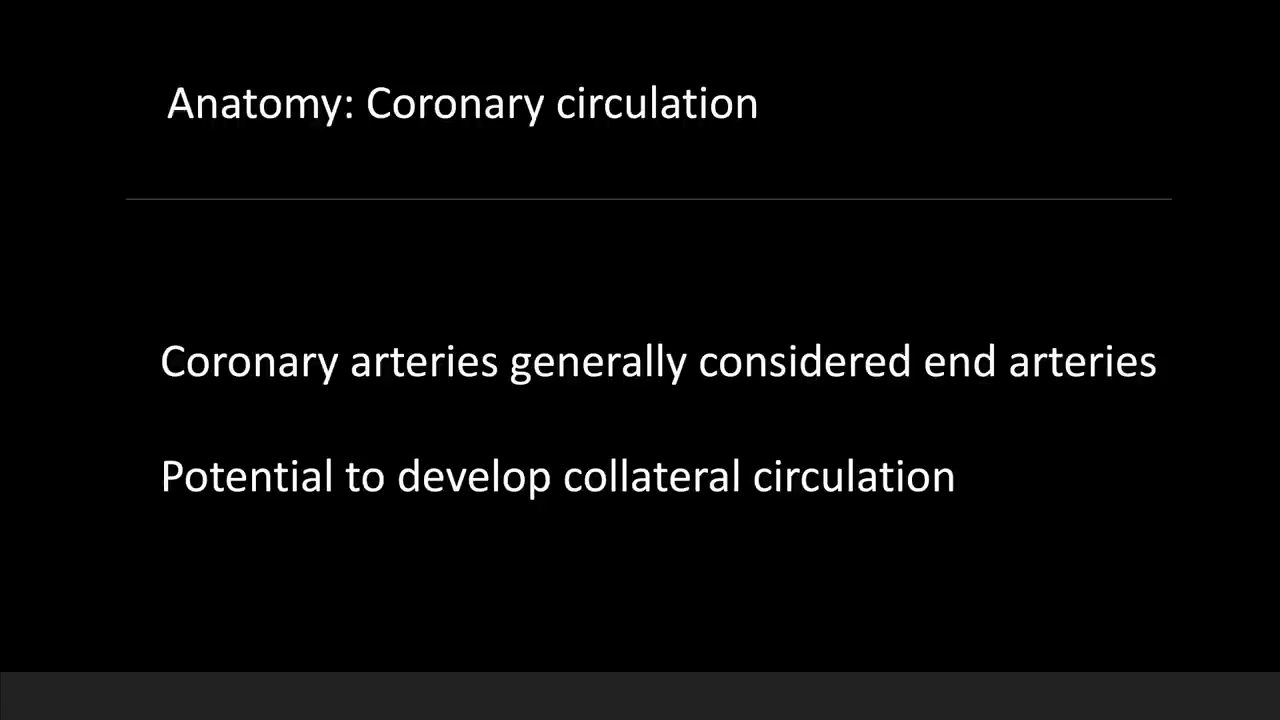 Anatomy: Coronary circulation
Coronary arteries generally considered end arteries
Potential to develop collateral circulation